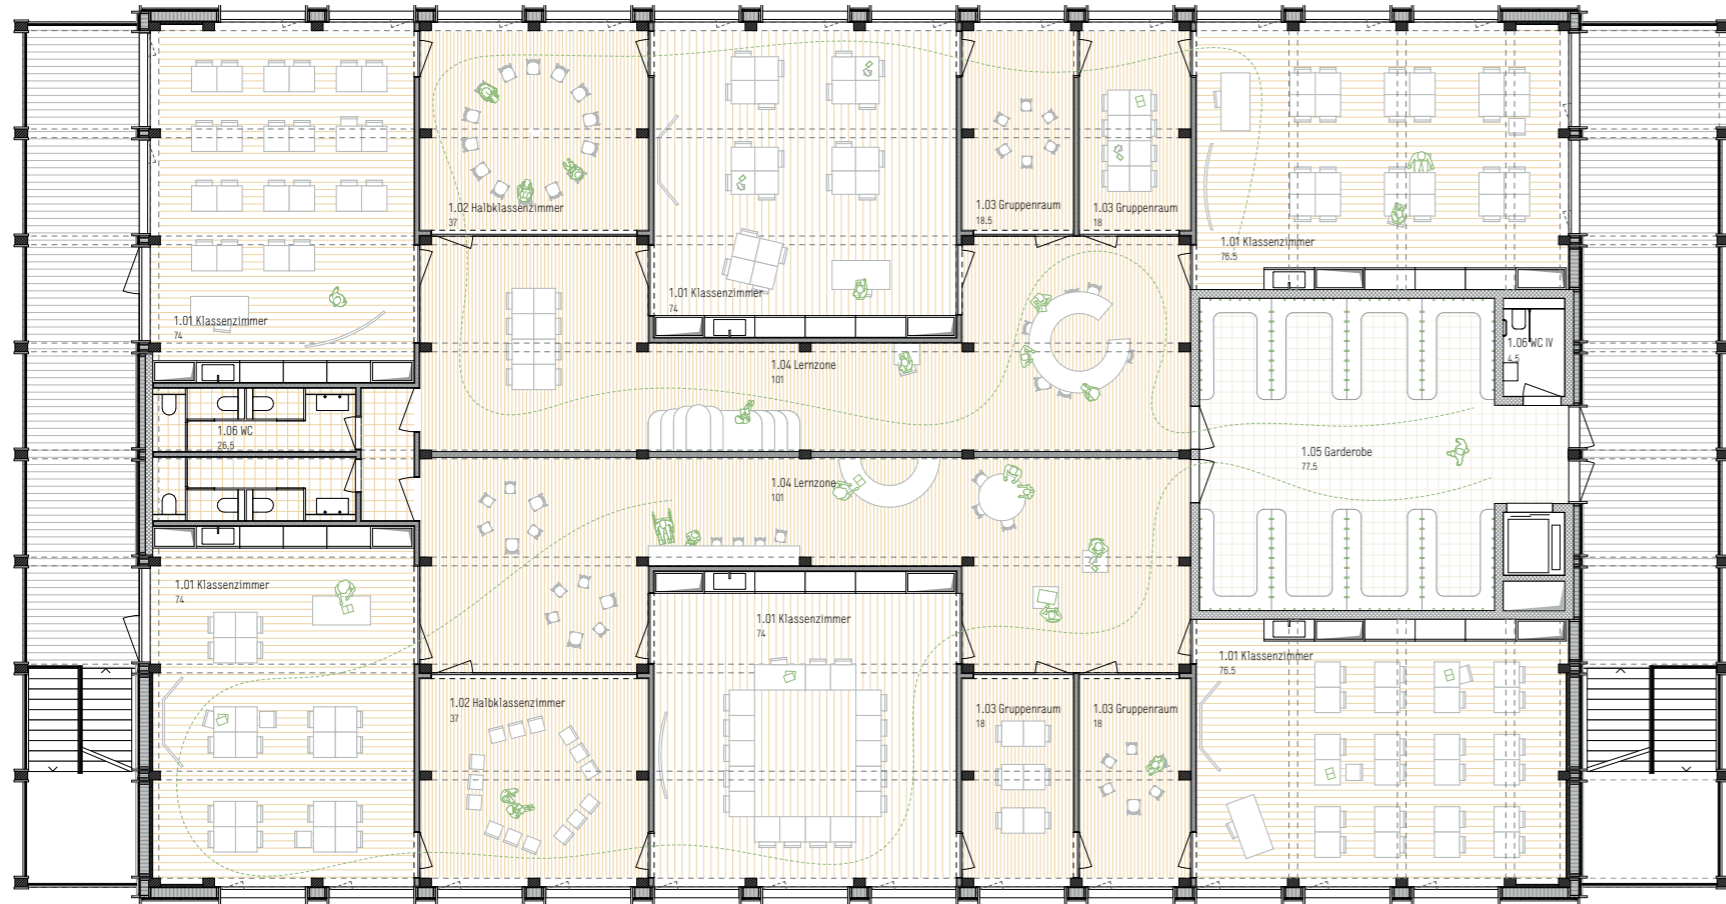 1.02 Halbklassenzimmer
37
1.03 Gruppenraum
18.5
1.03 Gruppenraum
18
1.01 Klassenzimmer
76.5
1.01 Klassenzimmer
74
1.01 Klassenzimmer
74
1.06 WC IV
4.5
1.04 Lernzone
101
1.06 WC
26.5
1.05 Garderobe
77.5
1.04 Lernzone
101
1.01 Klassenzimmer
74
1.01 Klassenzimmer
74
1.01 Klassenzimmer
76.5
1.02 Halbklassenzimmer
37
1.03 Gruppenraum
18
1.03 Gruppenraum
18